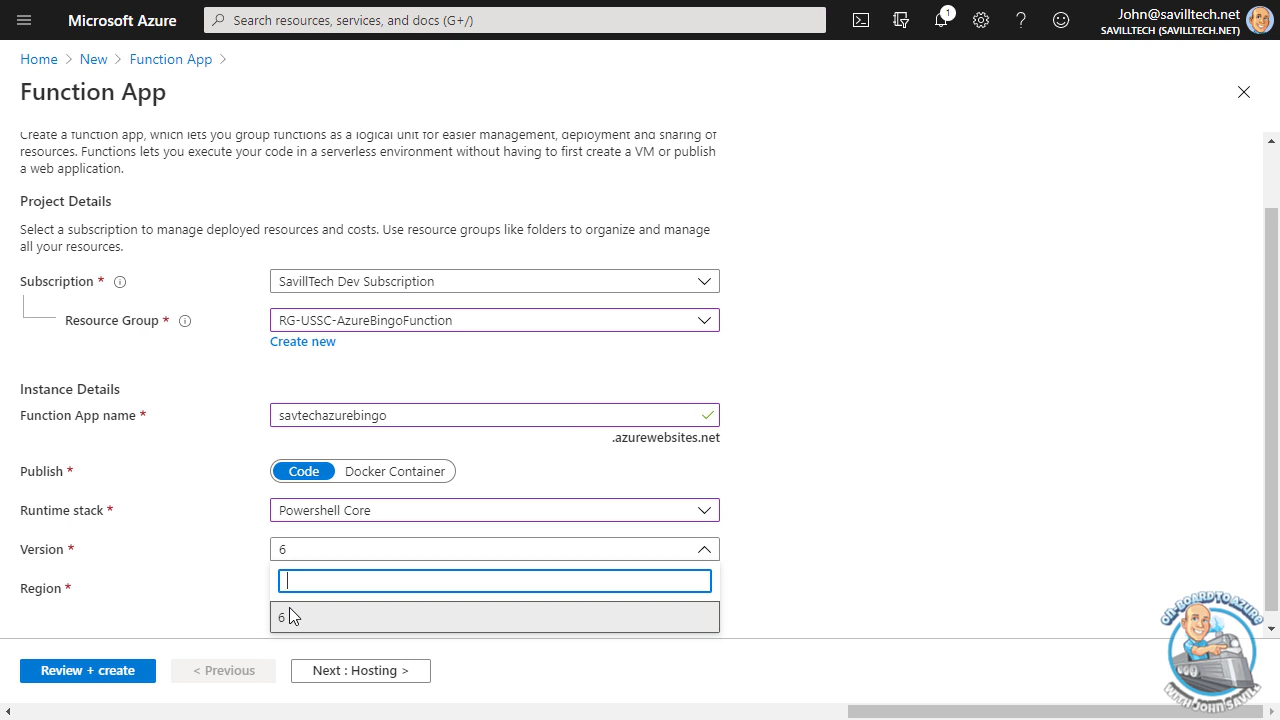 Microsoft Azure
Search resources, services, and docs (G+/)
1
?
John@savilltech.net
SAVILLTECH (SAVILLTECH.NET)
Home > New > Function App >
Function App
Create a function app, which lets you group functions as a logical unit for easier management, deployment and sharing of
resources. Functions lets you execute your code in a serverless environment without having to first create a VM or publish
a web application.
Project Details
Select a subscription to manage deployed resources and costs. Use resource groups like folders to organize and manage
all your resources.
Subscription *
SavillTech Dev Subscription
Resource Group *
RG-USSC-AzureBingoFunction
Create new
Instance Details
Function App name *
savtechazurebingo
.azurewebsites.net
Publish *
Code
Docker Container
Runtime stack *
Powershell Core
Version *
6
Region *
6
Review + create
< Previous
Next : Hosting >
ON-BOARD TO AZURE
WITH JOHN SAVILL